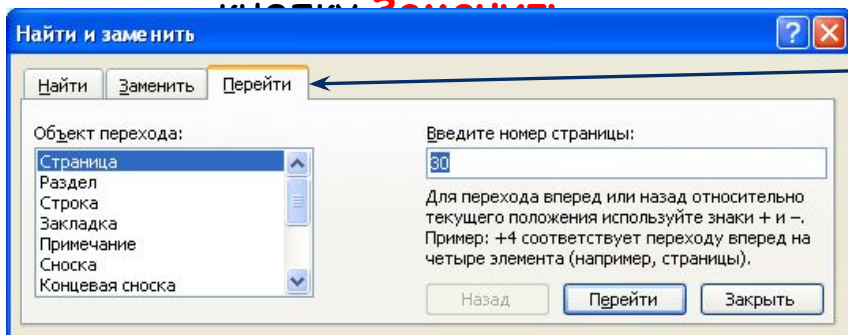 кнопку Заменить
Найти и заменить
Найти Заменить Перейти
Объект перехода:
Страница
Раздел
Строка
Закладка
Примечание
Сноска
Концевая сноска
Введите номер страницы:
30
Для перехода вперед или назад относительно
текущего положения используйте знаки + и –.
Пример: +4 соответствует переходу вперед на
четыре элемента (например, страницы).
Назад Перейти Закрыть